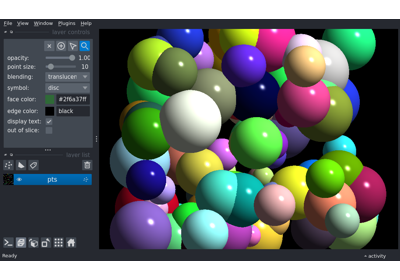 File View Window Plugins Help
layer controls
opacity: 1.00
point size: 10
blending: translucen
symbol: disc
face color: #2f6a37ff
edge color: black
display text:
out of slice:
layer list
pts
Ready
activity